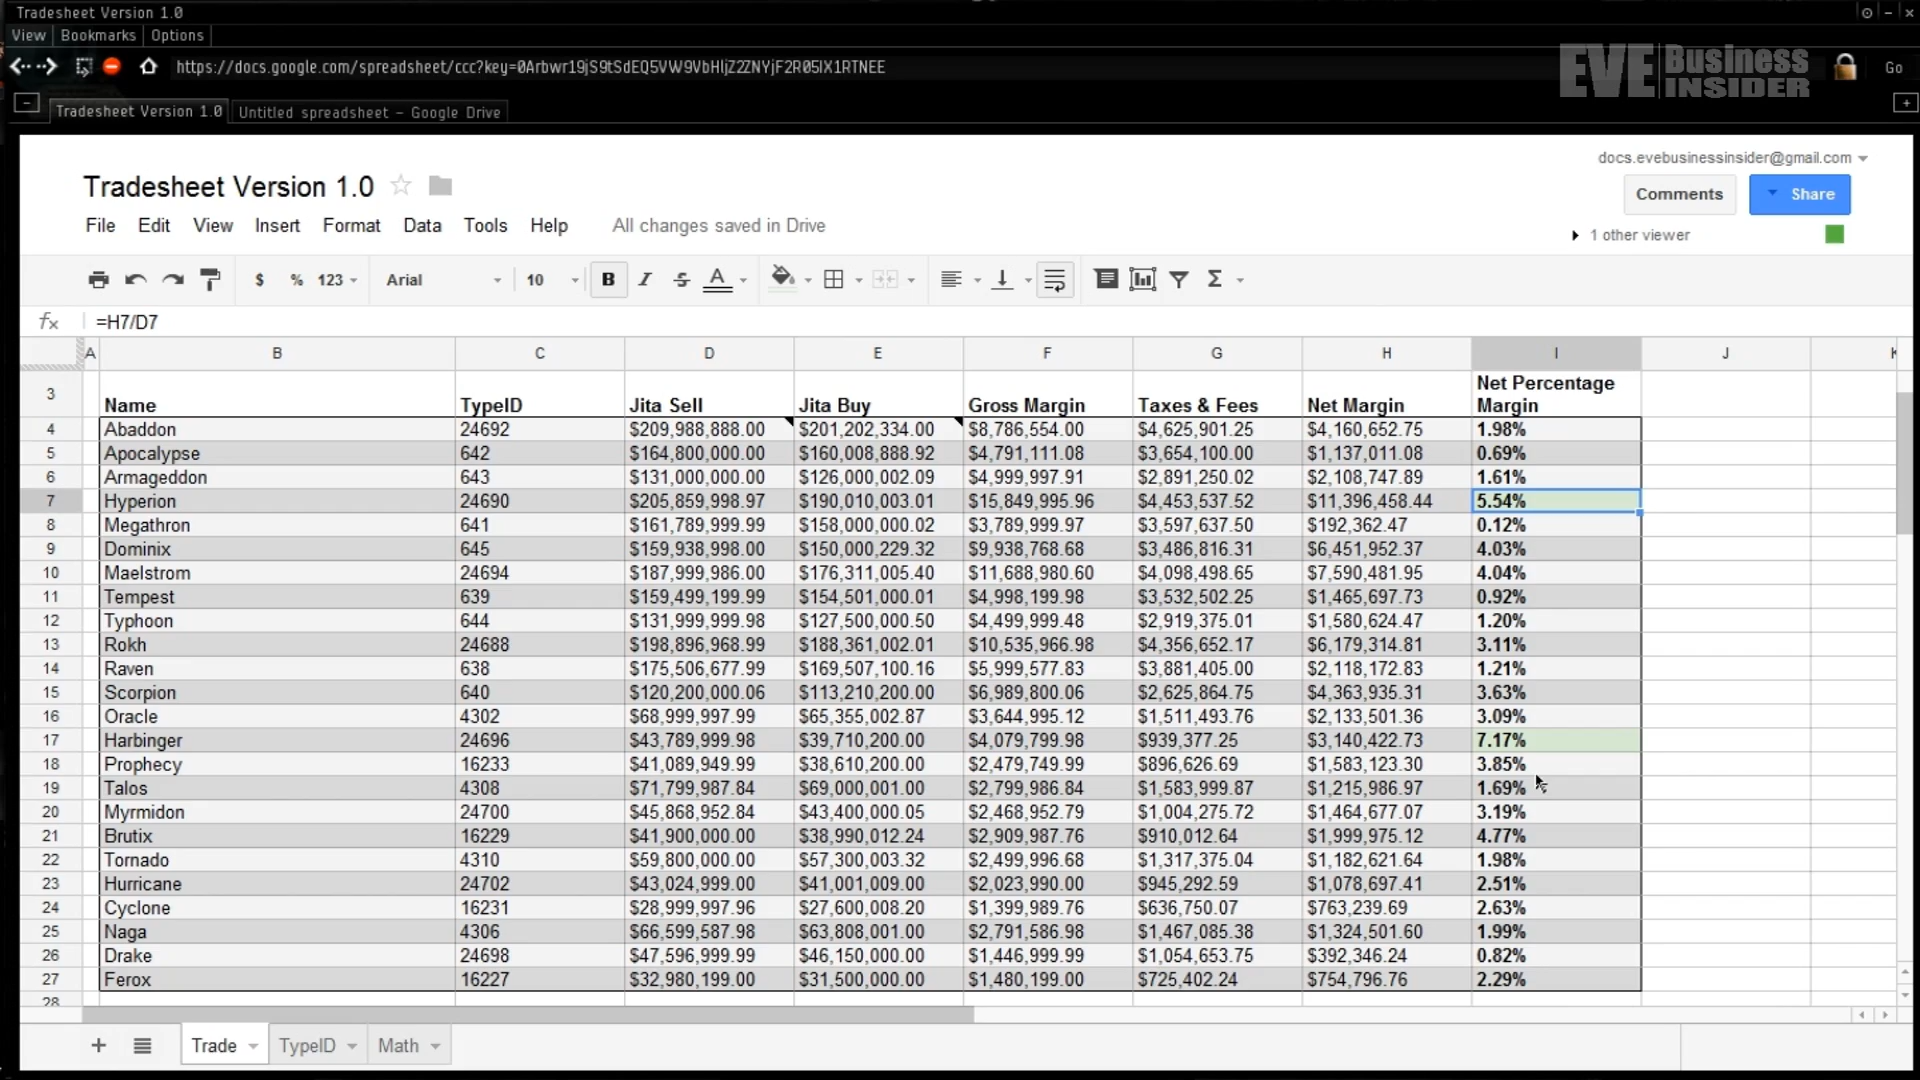 Tradesheet Version 1.0
View Bookmarks Options
https://docs.google.com/spreadsheet/ccc?key=0Arbwr19jS9tSdEQ5VW9VbHljZ2ZNYjF2R05IX1RTNEE
Go
EVE Business INSIDER
Tradesheet Version 1.0 Untitled spreadsheet – Google Drive
docs.evebusinessinsider@gmail.com
Tradesheet Version 1.0
Comments Share
File Edit View Insert Format Data Tools Help All changes saved in Drive
1 other viewer
$ % 123 Arial 10 B I S A Σ
fx =H7/D7
A B C D E F G H I J K
3 Name TypeID Jita Sell Jita Buy Gross Margin Taxes & Fees Net Margin Net Percentage Margin
4 Abaddon 24692 $209,988,888.00 $201,202,334.00 $8,786,554.00 $4,625,901.25 $4,160,652.75 1.98%
5 Apocalypse 642 $164,800,000.00 $160,008,888.92 $4,791,111.08 $3,654,100.00 $1,137,011.08 0.69%
6 Armageddon 643 $131,000,000.00 $126,000,002.09 $4,999,997.91 $2,891,250.02 $2,108,747.89 1.61%
7 Hyperion 24690 $205,859,998.97 $190,010,003.01 $15,849,995.96 $4,453,537.52 $11,396,458.44 5.54%
8 Megathron 641 $161,789,999.99 $158,000,000.02 $3,789,999.97 $3,597,637.50 $192,362.47 0.12%
9 Dominix 645 $159,938,998.00 $150,000,229.32 $9,938,768.68 $3,486,816.31 $6,451,952.37 4.03%
10 Maelstrom 24694 $187,999,986.00 $176,311,005.40 $11,688,980.60 $4,098,498.65 $7,590,481.95 4.04%
11 Tempest 639 $159,499,199.99 $154,501,000.01 $4,998,199.98 $3,532,502.25 $1,465,697.73 0.92%
12 Typhoon 644 $131,999,999.98 $127,500,000.50 $4,499,999.48 $2,919,375.01 $1,580,624.47 1.20%
13 Rokh 24688 $198,896,968.99 $188,361,002.01 $10,535,966.98 $4,356,652.17 $6,179,314.81 3.11%
14 Raven 638 $175,506,677.99 $169,507,100.16 $5,999,577.83 $3,881,405.00 $2,118,172.83 1.21%
15 Scorpion 640 $120,200,000.06 $113,210,200.00 $6,989,800.06 $2,625,864.75 $4,363,935.31 3.63%
16 Oracle 4302 $68,999,997.99 $65,355,002.87 $3,644,995.12 $1,511,493.76 $2,133,501.36 3.09%
17 Harbinger 24696 $43,789,999.98 $39,710,200.00 $4,079,799.98 $939,377.25 $3,140,422.73 7.17%
18 Prophecy 16233 $41,089,949.99 $38,610,200.00 $2,479,749.99 $896,626.69 $1,583,123.30 3.85%
19 Talos 4308 $71,799,987.84 $69,000,001.00 $2,799,986.84 $1,583,999.87 $1,215,986.97 1.69%
20 Myrmidon 24700 $45,868,952.84 $43,400,000.05 $2,468,952.79 $1,004,275.72 $1,464,677.07 3.19%
21 Brutix 16229 $41,900,000.00 $38,990,012.24 $2,909,987.76 $910,012.64 $1,999,975.12 4.77%
22 Tornado 4310 $59,800,000.00 $57,300,003.32 $2,499,996.68 $1,317,375.04 $1,182,621.64 1.98%
23 Hurricane 24702 $43,024,999.00 $41,001,009.00 $2,023,990.00 $945,292.59 $1,078,697.41 2.51%
24 Cyclone 16231 $28,999,997.96 $27,600,008.20 $1,399,989.76 $636,750.07 $763,239.69 2.63%
25 Naga 4306 $66,599,587.98 $63,808,001.00 $2,791,586.98 $1,467,085.38 $1,324,501.60 1.99%
26 Drake 24698 $47,596,999.99 $46,150,000.00 $1,446,999.99 $1,054,653.75 $392,346.24 0.82%
27 Ferox 16227 $32,980,199.00 $31,500,000.00 $1,480,199.00 $725,402.24 $754,796.76 2.29%
28
Trade TypeID Math